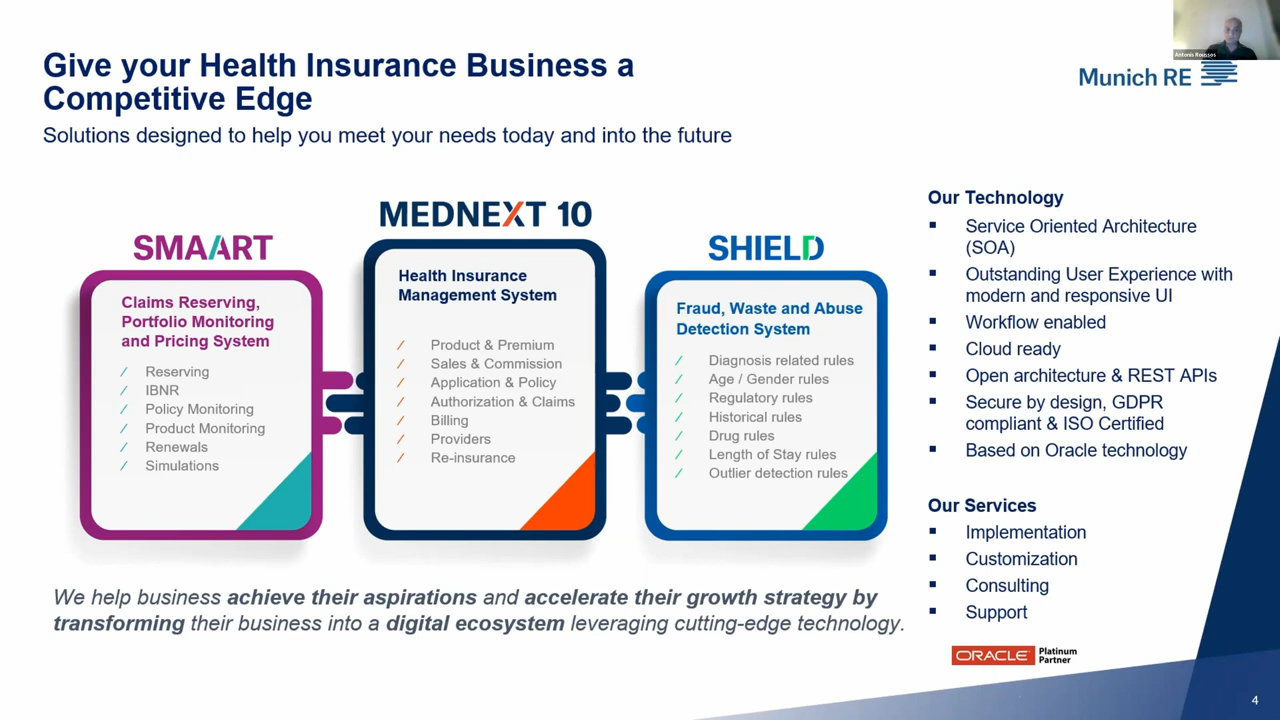 Antonis Roussos
Give your Health Insurance Business a
Competitive Edge
Munich RE
Solutions designed to help you meet your needs today and into the future
SMAART
Claims Reserving,
Portfolio Monitoring
and Pricing System
Reserving
IBNR
Policy Monitoring
Product Monitoring
Renewals
Simulations
MEDNEXT 10
Health Insurance
Management System
Product & Premium
Sales & Commission
Application & Policy
Authorization & Claims
Billing
Providers
Re-insurance
SHIELD
Fraud, Waste and Abuse
Detection System
Diagnosis related rules
Age / Gender rules
Regulatory rules
Historical rules
Drug rules
Length of Stay rules
Outlier detection rules
Our Technology
Service Oriented Architecture
(SOA)
Outstanding User Experience with
modern and responsive UI
Workflow enabled
Cloud ready
Open architecture & REST APIs
Secure by design, GDPR
compliant & ISO Certified
Based on Oracle technology
Our Services
Implementation
Customization
Consulting
Support
We help business achieve their aspirations and accelerate their growth strategy by
transforming their business into a digital ecosystem leveraging cutting-edge technology.
ORACLE Platinum
Partner
4